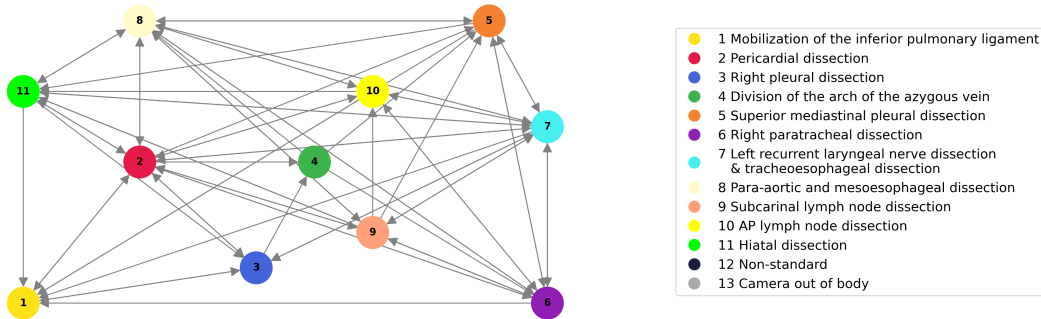 8
5
11
10
7
2
4
9
3
1
6
1 Mobilization of the inferior pulmonary ligament
2 Pericardial dissection
3 Right pleural dissection
4 Division of the arch of the azygous vein
5 Superior mediastinal pleural dissection
6 Right paratracheal dissection
7 Left recurrent laryngeal nerve dissection
& tracheoesophageal dissection
8 Para-aortic and mesoesophageal dissection
9 Subcarinal lymph node dissection
10 AP lymph node dissection
11 Hiatal dissection
12 Non-standard
13 Camera out of body